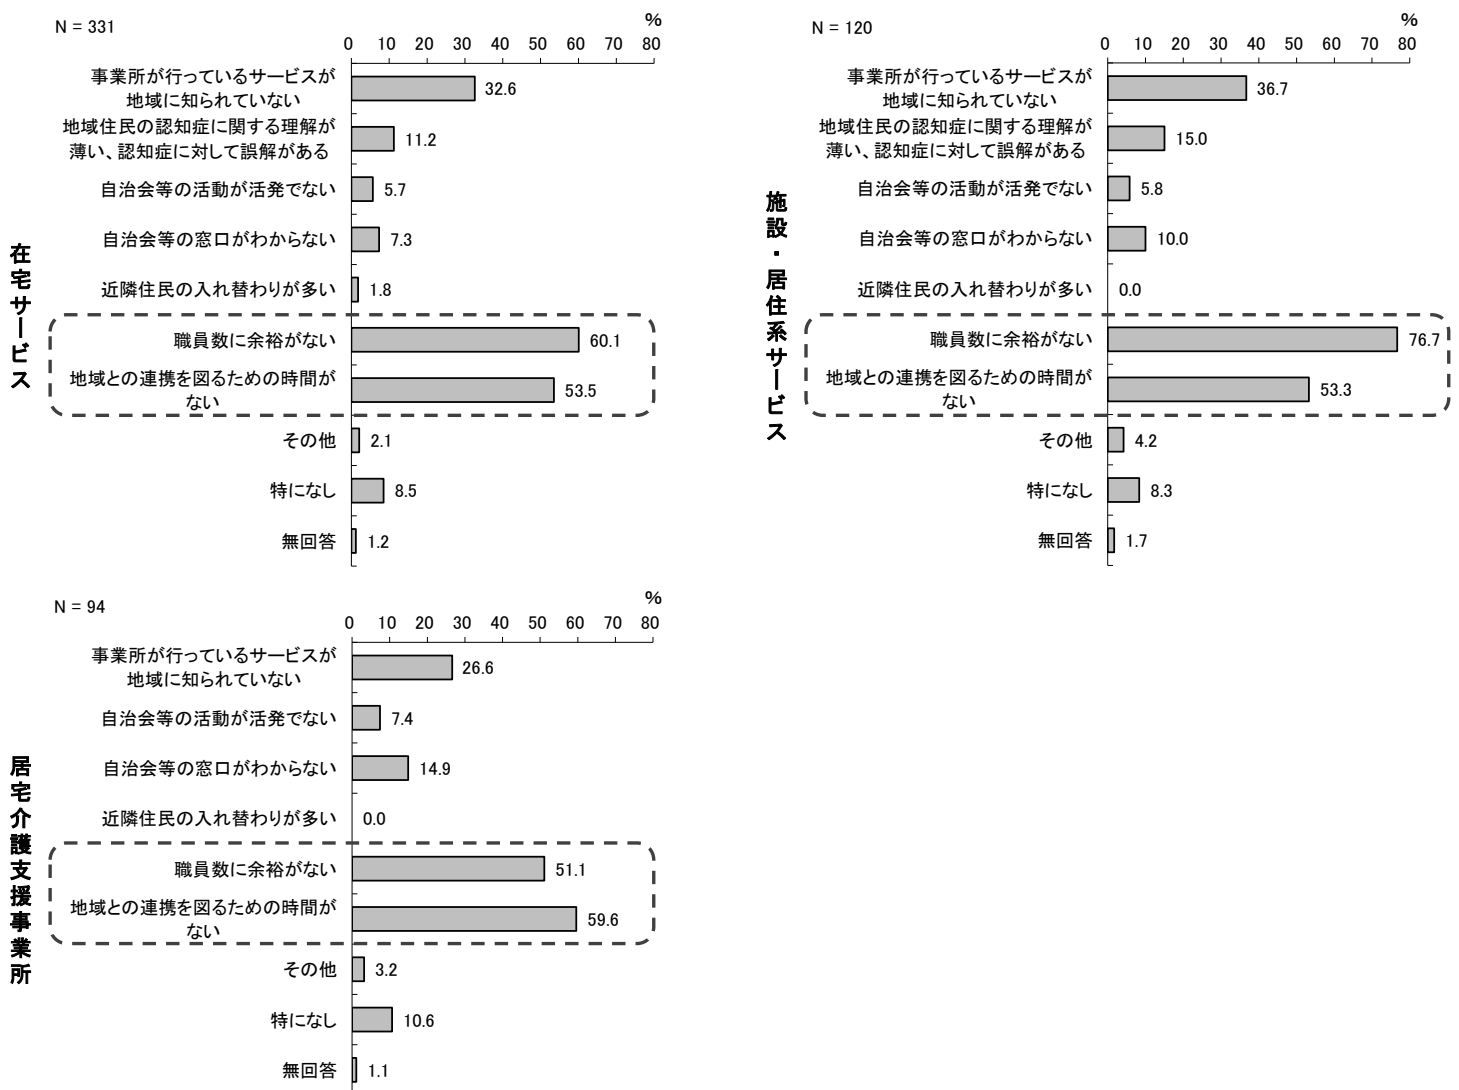 在宅サービス
N = 331
%
0 10 20 30 40 50 60 70 80
事業所が行っているサービスが
地域に知られていない
32.6
地域住民の認知症に関する理解が
薄い、認知症に対して誤解がある
11.2
自治会等の活動が活発でない
5.7
自治会等の窓口がわからない
7.3
近隣住民の入れ替わりが多い
1.8
職員数に余裕がない
60.1
地域との連携を図るための時間が
ない
53.5
その他
2.1
特になし
8.5
無回答
1.2
施設・居住系サービス
N = 120
%
0 10 20 30 40 50 60 70 80
事業所が行っているサービスが
地域に知られていない
36.7
地域住民の認知症に関する理解が
薄い、認知症に対して誤解がある
15.0
自治会等の活動が活発でない
5.8
自治会等の窓口がわからない
10.0
近隣住民の入れ替わりが多い
0.0
職員数に余裕がない
76.7
地域との連携を図るための時間が
ない
53.3
その他
4.2
特になし
8.3
無回答
1.7
居宅介護支援事業所
N = 94
%
0 10 20 30 40 50 60 70 80
事業所が行っているサービスが
地域に知られていない
26.6
自治会等の活動が活発でない
7.4
自治会等の窓口がわからない
14.9
近隣住民の入れ替わりが多い
0.0
職員数に余裕がない
51.1
地域との連携を図るための時間が
ない
59.6
その他
3.2
特になし
10.6
無回答
1.1